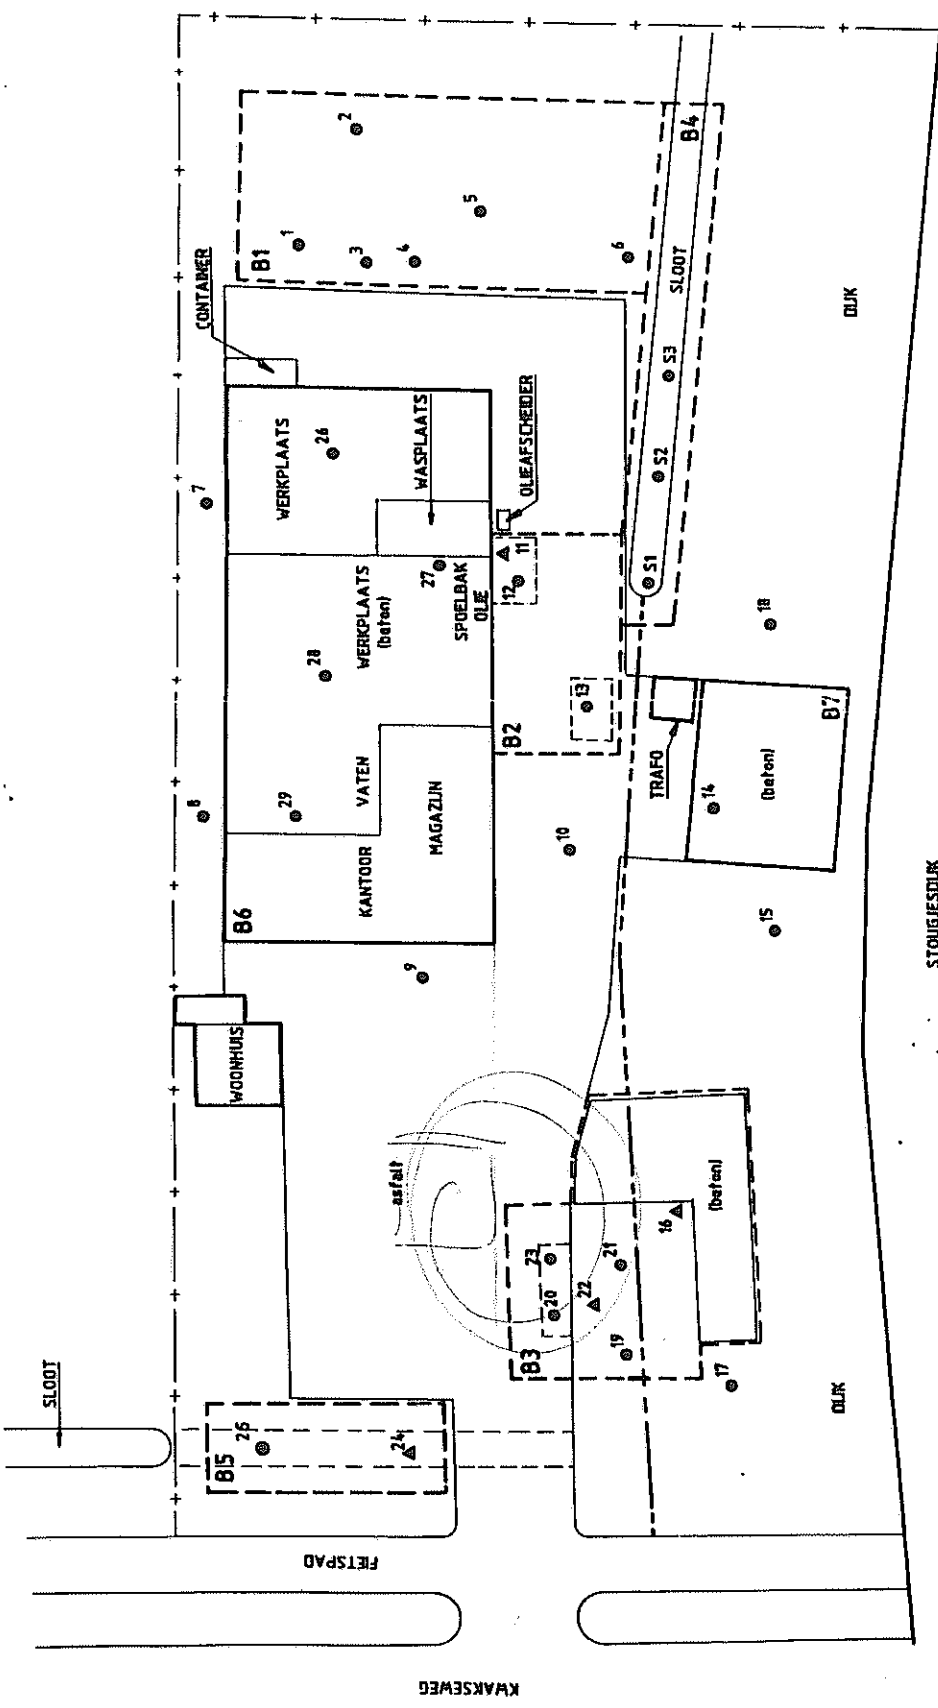 SLOOT
KWAKSEWEG
FIETSPAD
B5
25
24
WOONHUIS
asfalt
B3
20
23
22
19
21
16
17
(beton)
DIJK
STOUGJESDIJK
B6
KANTOOR
VATEN
MAGAZIJN
29
28
27
26
WERKPLAATS
(beton)
WERKPLAATS
WASPLAATS
SPOELBAK
OLIE
OLIEAFSCHEIDER
CONTAINER
7
8
9
10
B2
11
12
13
TRAFO
14
(beton)
B7
15
18
B1
1
2
3
4
5
6
B4
SLOOT
S1
S2
S3
DIJK